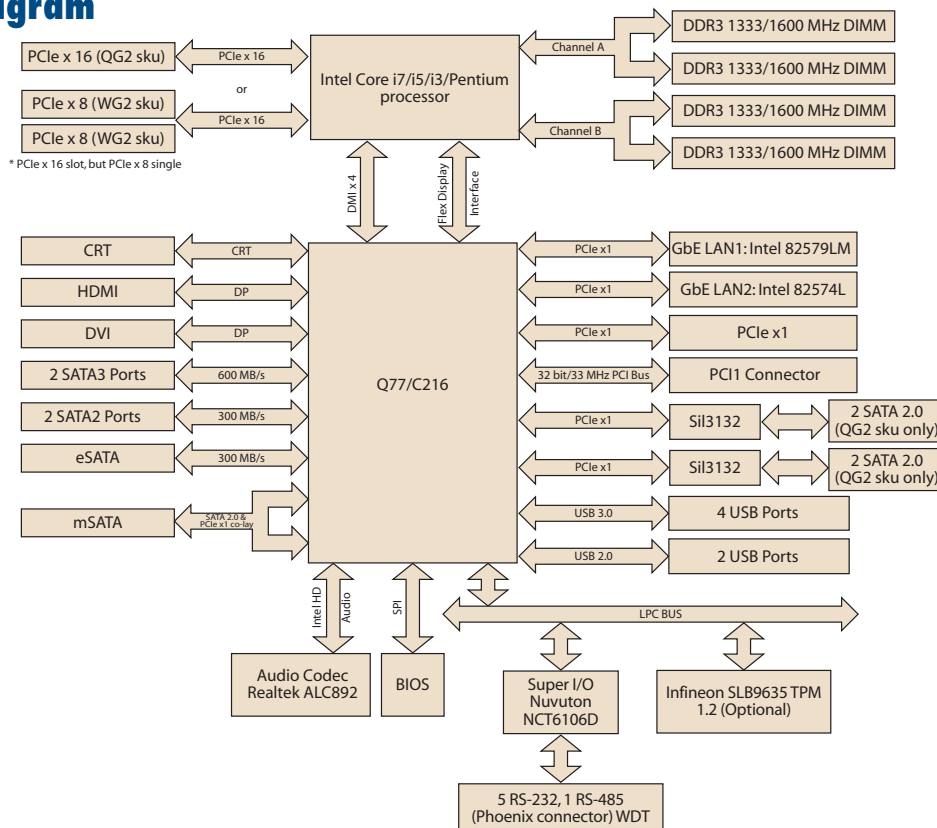 gram
PCIe x 16 (QG2 sku)
PCIe x 16
or
PCIe x 8 (WG2 sku)
PCIe x 8 (WG2 sku)
PCIe x 16
* PCIe x 16 slot, but PCIe x 8 single
Intel Core i7/i5/i3/Pentium
processor
Channel A
Channel B
DDR3 1333/1600 MHz DIMM
DDR3 1333/1600 MHz DIMM
DDR3 1333/1600 MHz DIMM
DDR3 1333/1600 MHz DIMM
DMI x 4
Flex Display
Interface
CRT
CRT
HDMI
DP
DVI
DP
2 SATA3 Ports
600 MB/s
2 SATA2 Ports
300 MB/s
eSATA
300 MB/s
mSATA
SATA 2.0 &
PCIe x1 co-lay
Q77/C216
PCIe x1
GbE LAN1: Intel 82579LM
PCIe x1
GbE LAN2: Intel 82574L
PCIe x1
PCIe x1
32 bit/33 MHz PCI Bus
PCI1 Connector
PCIe x1
Sil3132
2 SATA 2.0
(QG2 sku only)
PCIe x1
Sil3132
2 SATA 2.0
(QG2 sku only)
USB 3.0
4 USB Ports
USB 2.0
2 USB Ports
Intel HD
Audio
SPI
LPC BUS
Audio Codec
Realtek ALC892
BIOS
Super I/O
Nuvuton
NCT6106D
Infineon SLB9635 TPM
1.2 (Optional)
5 RS-232, 1 RS-485
(Phoenix connector) WDT